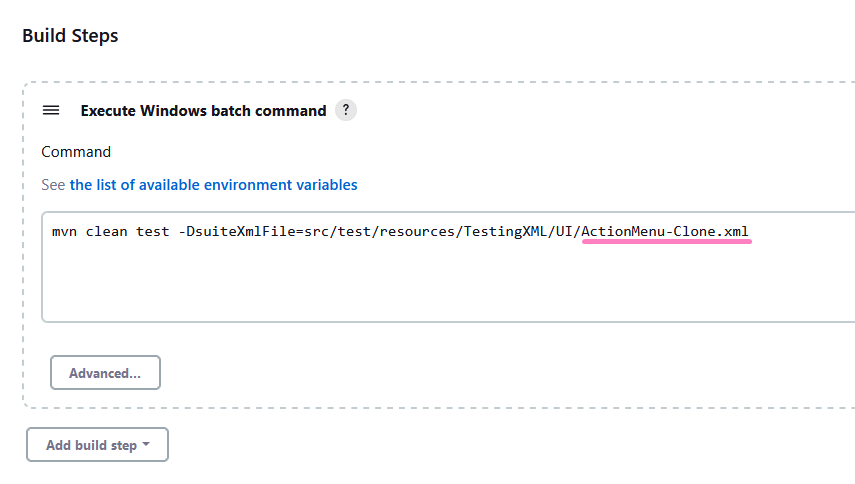 Build Steps
Execute Windows batch command ?
Command
See the list of available environment variables
mvn clean test -DsuiteXmlFile=src/test/resources/TestingXML/UI/ActionMenu-Clone.xml
Advanced...
Add build step